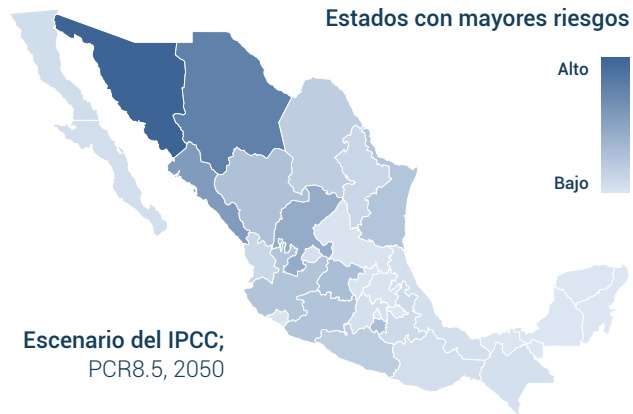 Estados con mayores riesgos
Alto
Bajo
Escenario del IPCC;
PCR8.5, 2050